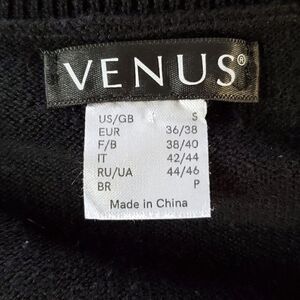 VENUS®
US/GB S
EUR 36/38
F/B 38/40
IT 42/44
RU/UA 44/46
BR P
Made in China